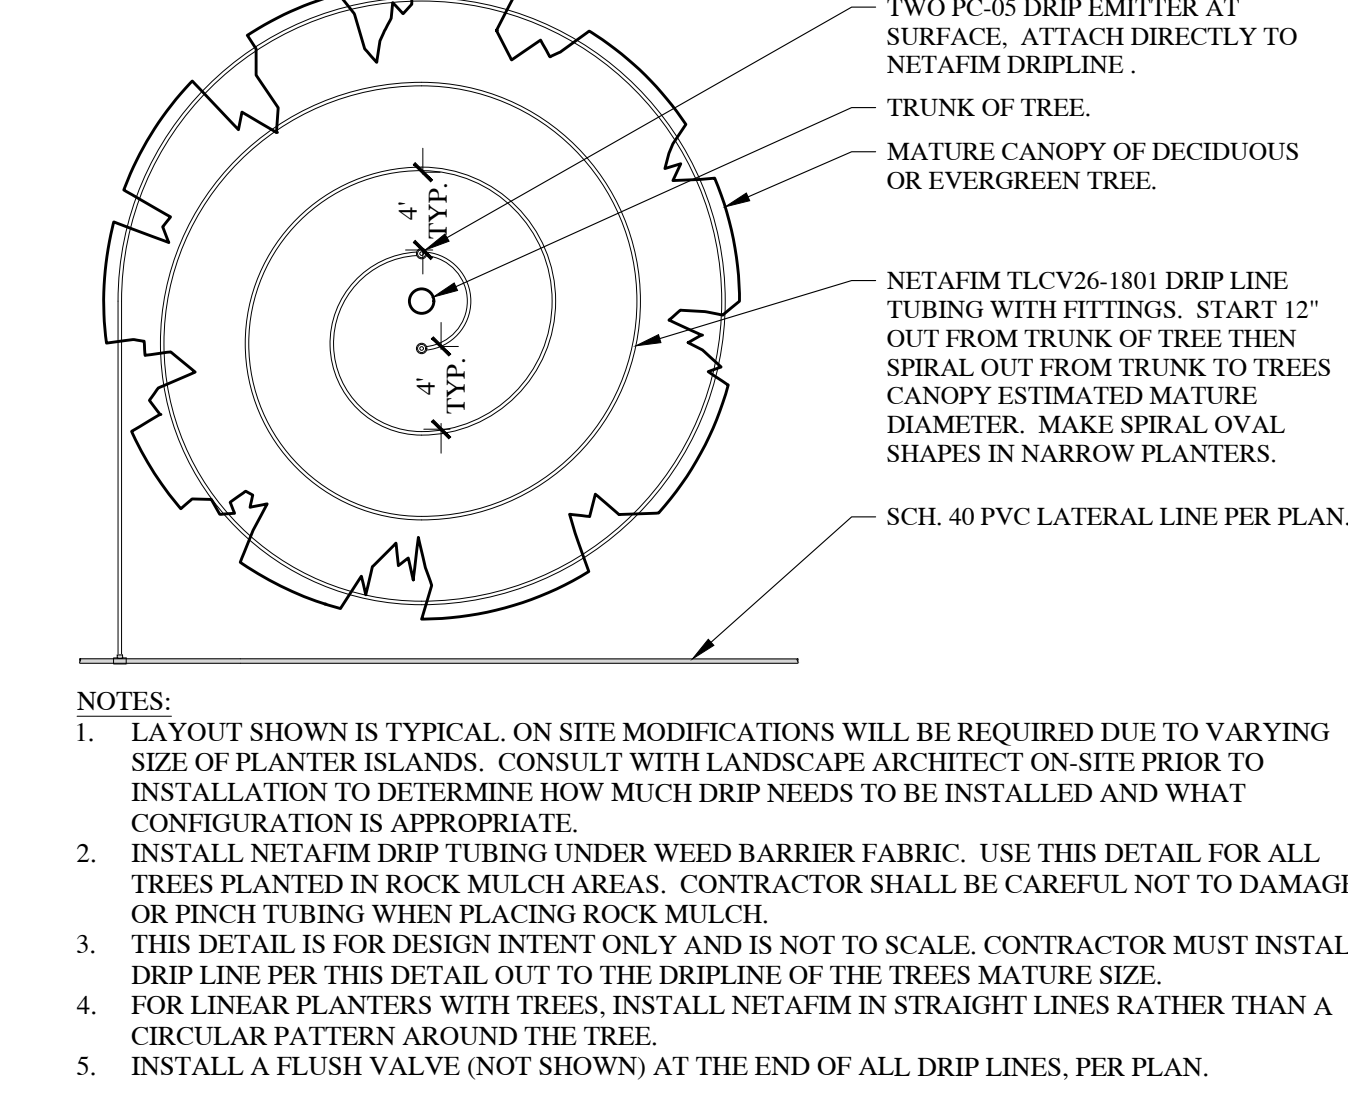 TWO PC-05 DRIP EMITTER AT
SURFACE, ATTACH DIRECTLY TO
NETAFIM DRIPLINE .
TRUNK OF TREE.
MATURE CANOPY OF DECIDUOUS
OR EVERGREEN TREE.
4'
TYP.
NETAFIM TLCV26-1801 DRIP LINE
TUBING WITH FITTINGS. START 12"
OUT FROM TRUNK OF TREE THEN
SPIRAL OUT FROM TRUNK TO TREES
CANOPY ESTIMATED MATURE
DIAMETER. MAKE SPIRAL OVAL
SHAPES IN NARROW PLANTERS.
4'
TYP.
SCH. 40 PVC LATERAL LINE PER PLAN.
NOTES:
1. LAYOUT SHOWN IS TYPICAL. ON SITE MODIFICATIONS WILL BE REQUIRED DUE TO VARYING
SIZE OF PLANTER ISLANDS. CONSULT WITH LANDSCAPE ARCHITECT ON-SITE PRIOR TO
INSTALLATION TO DETERMINE HOW MUCH DRIP NEEDS TO BE INSTALLED AND WHAT
CONFIGURATION IS APPROPRIATE.
2. INSTALL NETAFIM DRIP TUBING UNDER WEED BARRIER FABRIC. USE THIS DETAIL FOR ALL
TREES PLANTED IN ROCK MULCH AREAS. CONTRACTOR SHALL BE CAREFUL NOT TO DAMAGE
OR PINCH TUBING WHEN PLACING ROCK MULCH.
3. THIS DETAIL IS FOR DESIGN INTENT ONLY AND IS NOT TO SCALE. CONTRACTOR MUST INSTAL
DRIP LINE PER THIS DETAIL OUT TO THE DRIPLINE OF THE TREES MATURE SIZE.
4. FOR LINEAR PLANTERS WITH TREES, INSTALL NETAFIM IN STRAIGHT LINES RATHER THAN A
CIRCULAR PATTERN AROUND THE TREE.
5. INSTALL A FLUSH VALVE (NOT SHOWN) AT THE END OF ALL DRIP LINES, PER PLAN.